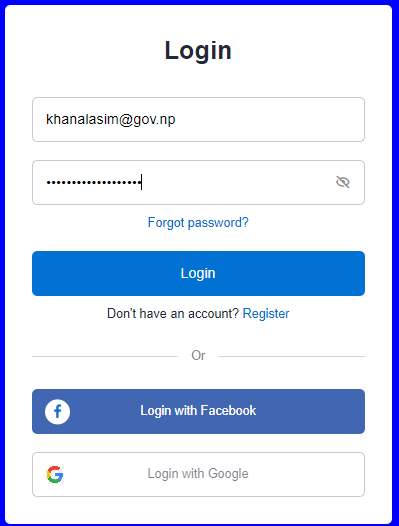 Login
khanalasim@gov.np
•••••••••••••••••••
Forgot password?
Login
Don't have an account? Register
Or
Login with Facebook
Login with Google